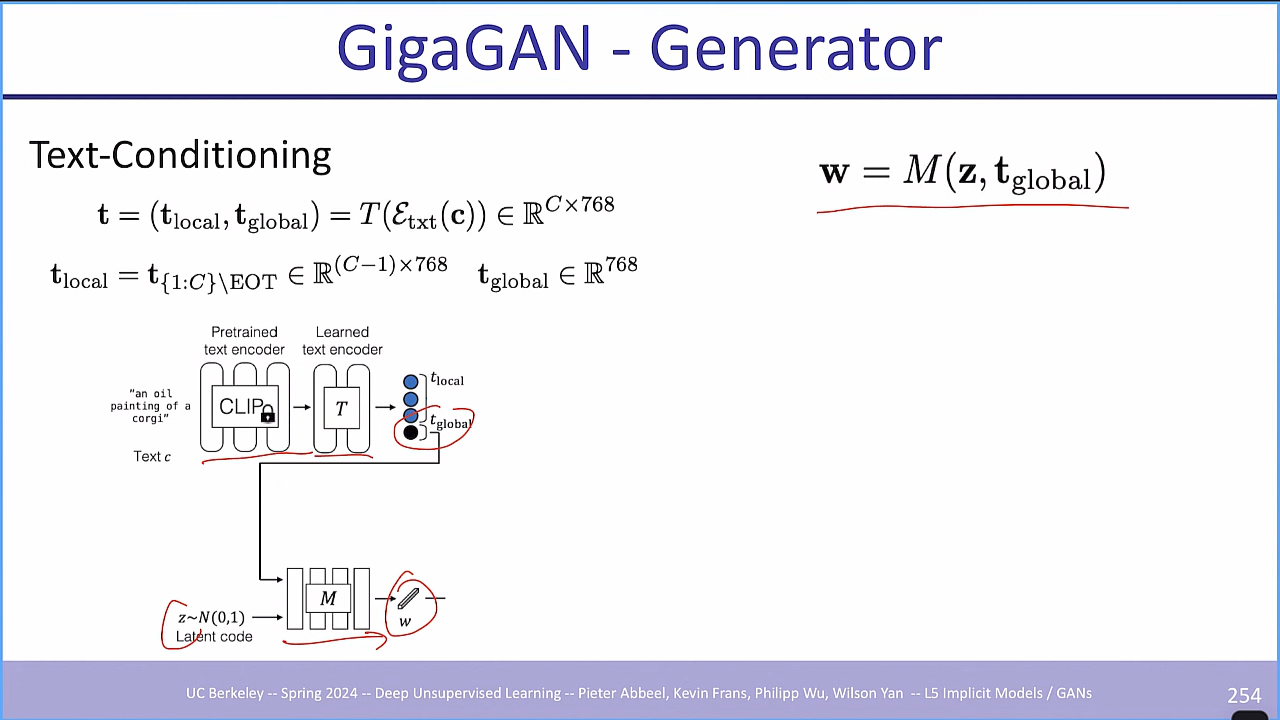 GigaGAN - Generator
Text-Conditioning
w = M(z, t_global)
t = (t_local, t_global) = T(ℰ_txt(c)) ∈ ℝ^{C×768}
t_local = t_{{1:C}\EOT} ∈ ℝ^{(C−1)×768} t_global ∈ ℝ^{768}
Pretrained
text encoder
Learned
text encoder
"an oil
painting of a
corgi"
CLIP
T
t_local
t_global
Text c
M
z~N(0,1)
Latent code
w
UC Berkeley -- Spring 2024 -- Deep Unsupervised Learning -- Pieter Abbeel, Kevin Frans, Philipp Wu, Wilson Yan -- L5 Implicit Models / GANs
254